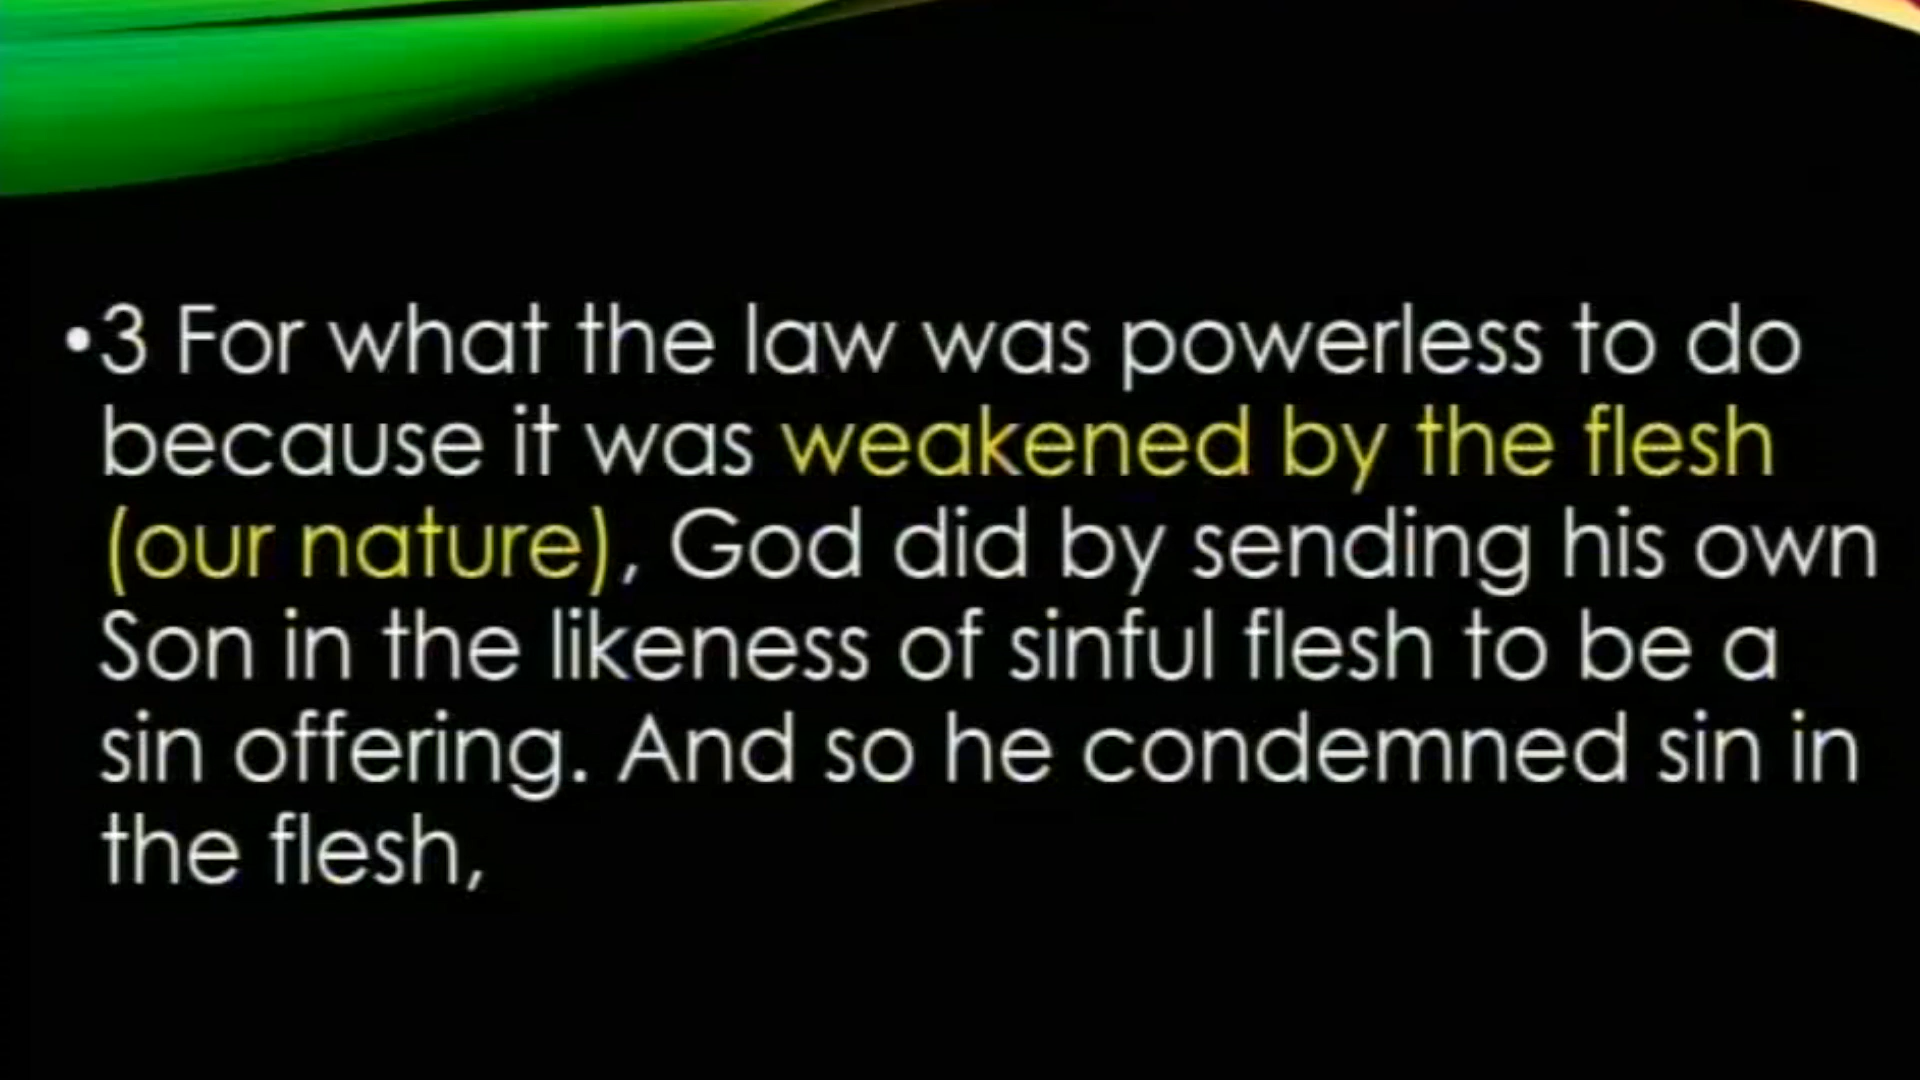 •3 For what the law was powerless to do
because it was weakened by the flesh
(our nature), God did by sending his own
Son in the likeness of sinful flesh to be a
sin offering. And so he condemned sin in
the flesh,